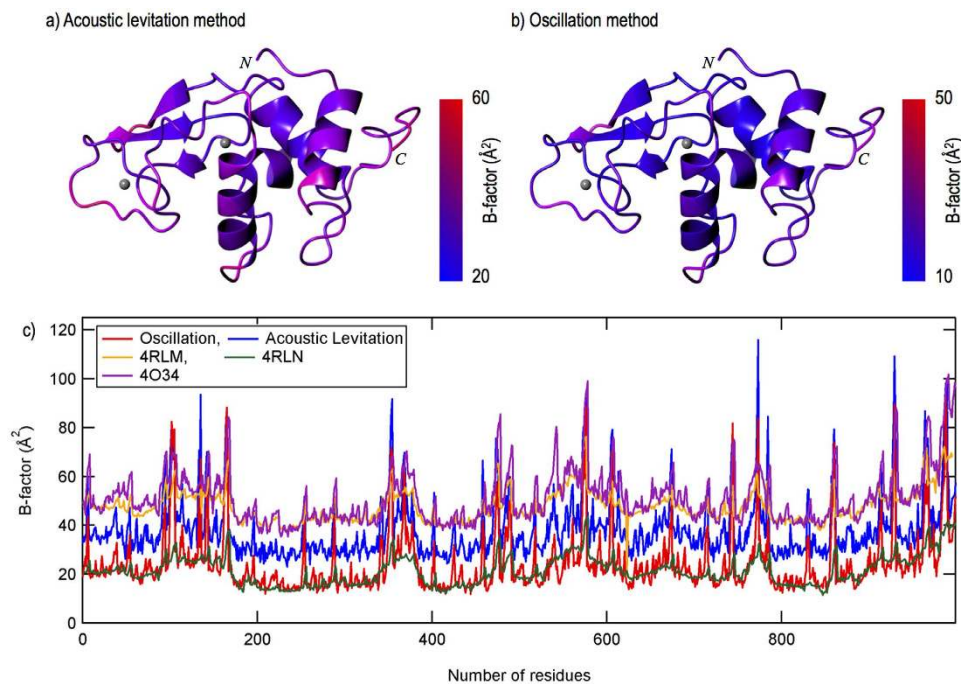 a) Acoustic levitation method
b) Oscillation method
N
C
60
20
B-factor (Å²)
N
C
50
10
B-factor (Å²)
c)
120
100
80
60
40
20
0
B-factor (Å²)
Oscillation, Acoustic Levitation
4RLM, 4RLN
4O34
0 200 400 600 800
Number of residues